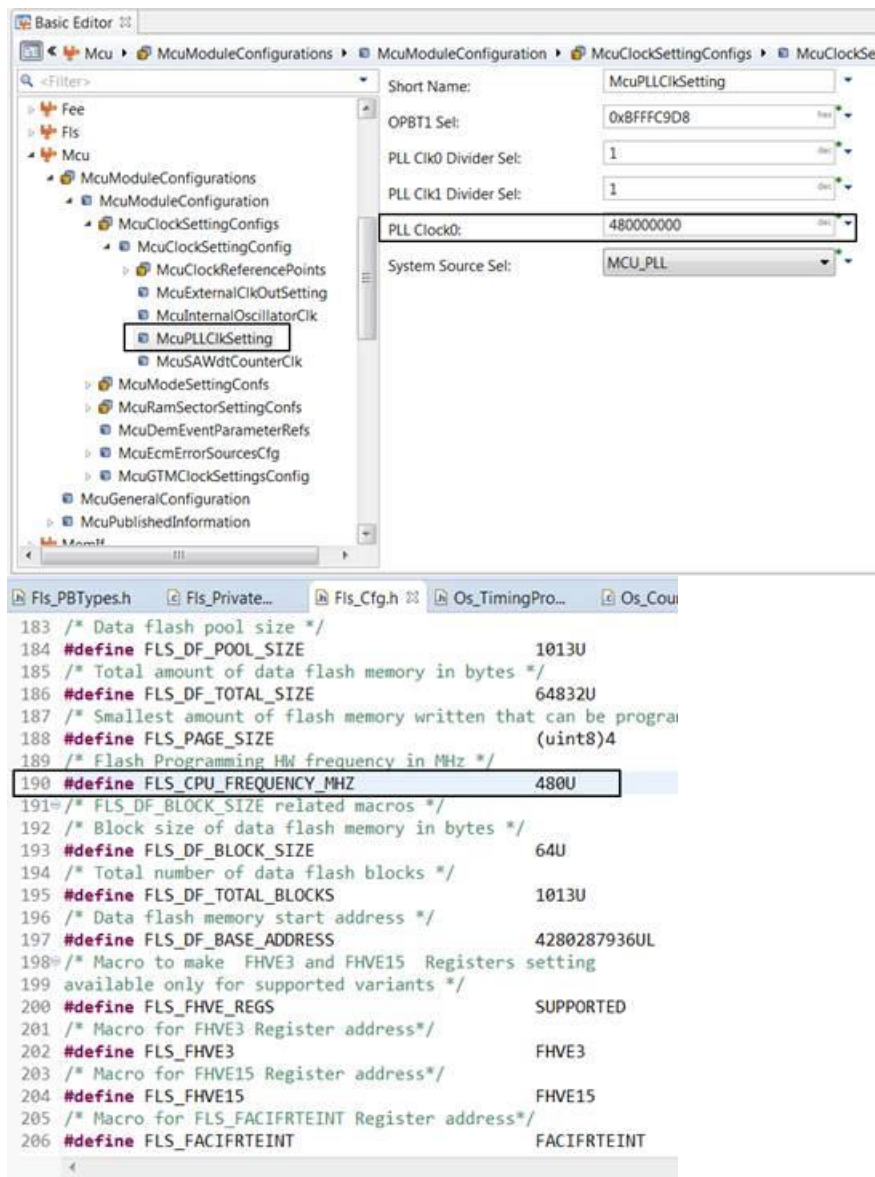 Basic Editor
Mcu ▸ McuModuleConfigurations ▸ McuModuleConfiguration ▸ McuClockSettingConfigs ▸ McuClockSe
<Filter>
Fee
Fls
Mcu
McuModuleConfigurations
McuModuleConfiguration
McuClockSettingConfigs
McuClockSettingConfig
McuClockReferencePoints
McuExternalClkOutSetting
McuInternalOscillatorClk
McuPLLClkSetting
McuSAWdtCounterClk
McuModeSettingConfs
McuRamSectorSettingConfs
McuDemEventParameterRefs
McuEcmErrorSourcesCfg
McuGTMClockSettingsConfig
McuGeneralConfiguration
McuPublishedInformation
MemIf
Short Name: McuPLLClkSetting
OPBT1 Sel: 0xBFFFC9D8 hex
PLL Clk0 Divider Sel: 1 dec
PLL Clk1 Divider Sel: 1 dec
PLL Clock0: 480000000 dec
System Source Sel: MCU_PLL
Fls_PBTypes.h Fls_Private... Fls_Cfg.h Os_TimingPro... Os_Cou
183 /* Data flash pool size */
184 #define FLS_DF_POOL_SIZE 1013U
185 /* Total amount of data flash memory in bytes */
186 #define FLS_DF_TOTAL_SIZE 64832U
187 /* Smallest amount of flash memory written that can be progra
188 #define FLS_PAGE_SIZE (uint8)4
189 /* Flash Programming HW frequency in MHz */
190 #define FLS_CPU_FREQUENCY_MHZ 480U
191 /* FLS_DF_BLOCK_SIZE related macros */
192 /* Block size of data flash memory in bytes */
193 #define FLS_DF_BLOCK_SIZE 64U
194 /* Total number of data flash blocks */
195 #define FLS_DF_TOTAL_BLOCKS 1013U
196 /* Data flash memory start address */
197 #define FLS_DF_BASE_ADDRESS 4280287936UL
198 /* Macro to make FHVE3 and FHVE15 Registers setting
199 available only for supported variants */
200 #define FLS_FHVE_REGS SUPPORTED
201 /* Macro for FHVE3 Register address*/
202 #define FLS_FHVE3 FHVE3
203 /* Macro for FHVE15 Register address*/
204 #define FLS_FHVE15 FHVE15
205 /* Macro for FLS_FACIFRTEINT Register address*/
206 #define FLS_FACIFRTEINT FACIFRTEINT